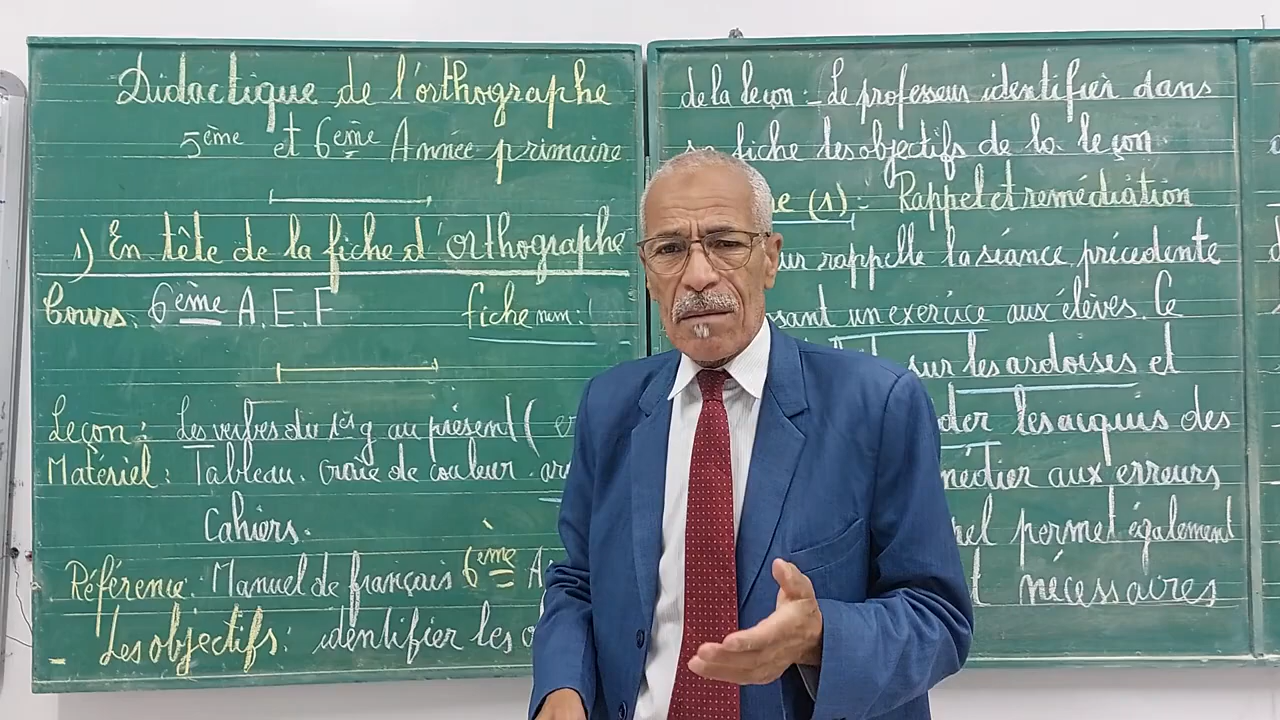 Didactique de l'orthographe
5ème et 6ème Année primaire
1) En tête de la fiche d'orthographe
Cours: 6ème A.E.F fiche num:
Leçon: Les verbes du 1er g au présent (
Matériel: Tableau. craie de couleur.
Cahiers.
Référence: Manuel de français 6ème A
- Les objectifs: identifier les
de la leçon: - Le professeur identifier dans
fiche les objectifs de la leçon
(1): Rappel et remédiation
rappelle la séance précédente
un exercice aux élèves. Ce
sur les ardoises et
les acquis des
aux erreurs
permet également
nécessaires